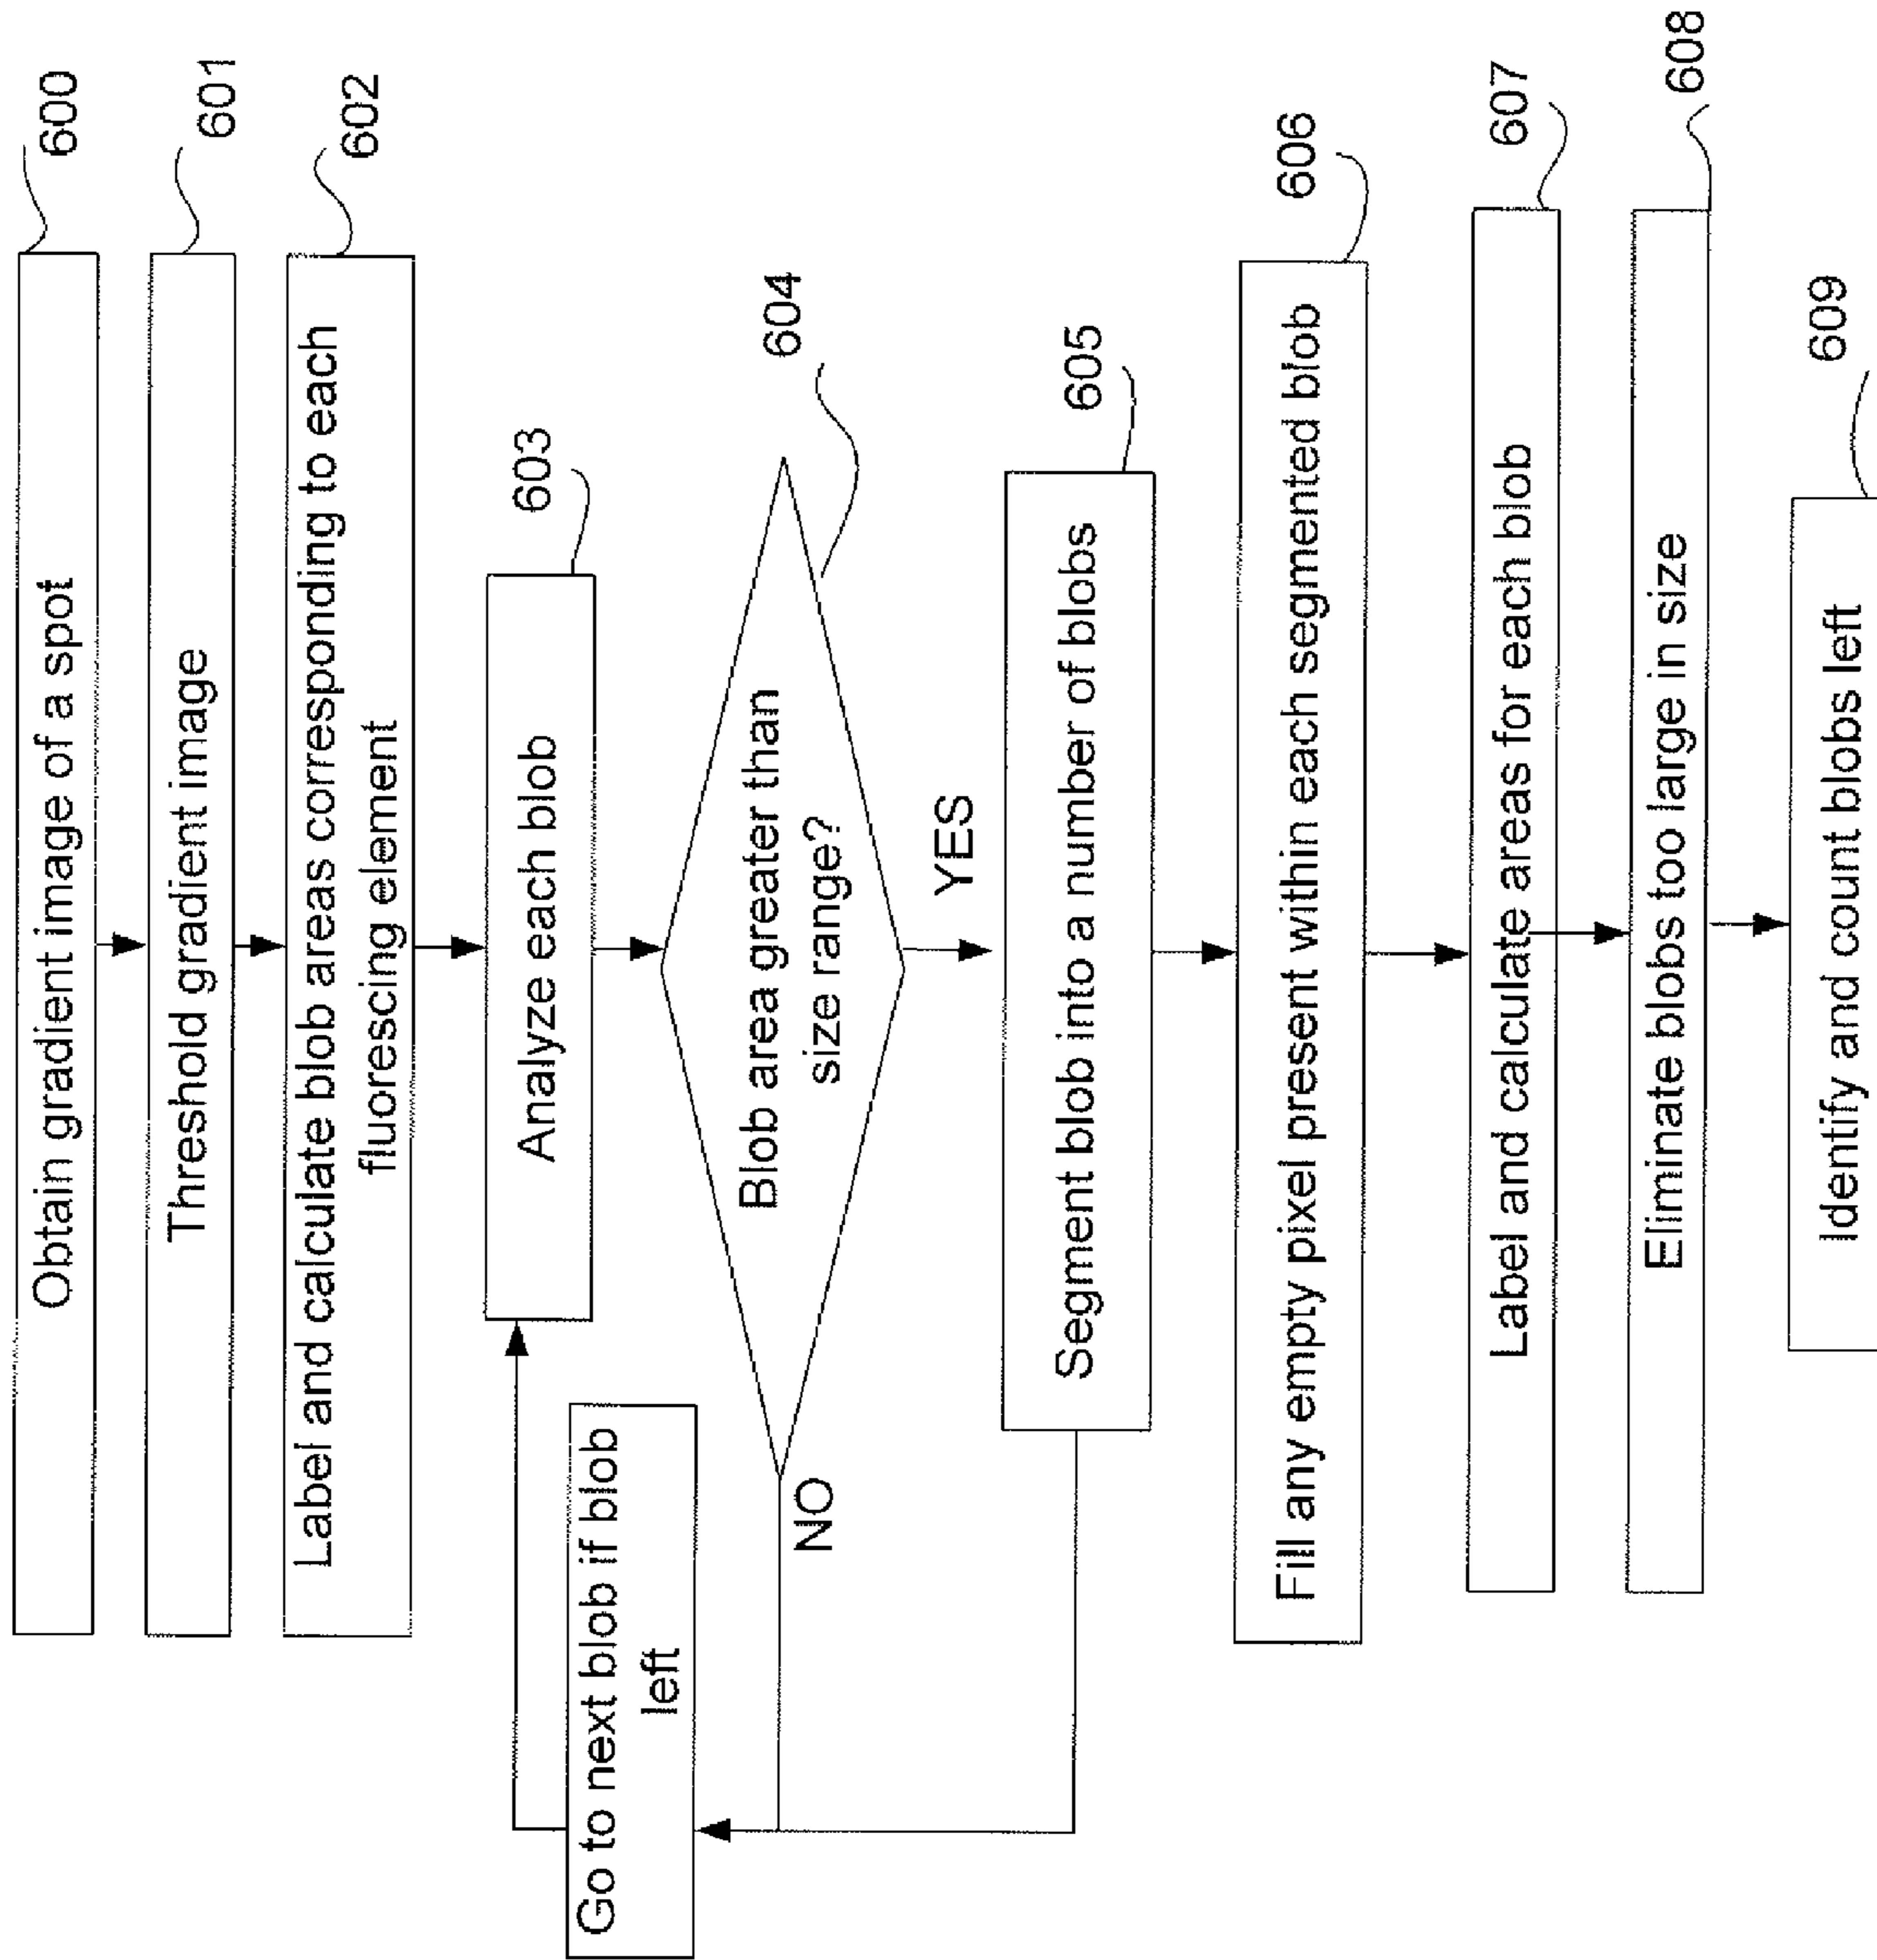 Obtain gradient image of a spot
600
Threshold gradient image
601
Label and calculate blob areas corresponding to each
fluorescing element
602
Analyze each blob
603
Go to next blob if blob
left
Blob area greater than
size range?
604
NO
YES
Segment blob into a number of blobs
605
Fill any empty pixel present within each segmented blob
606
Label and calculate areas for each blob
607
Eliminate blobs too large in size
608
Identify and count blobs left
609